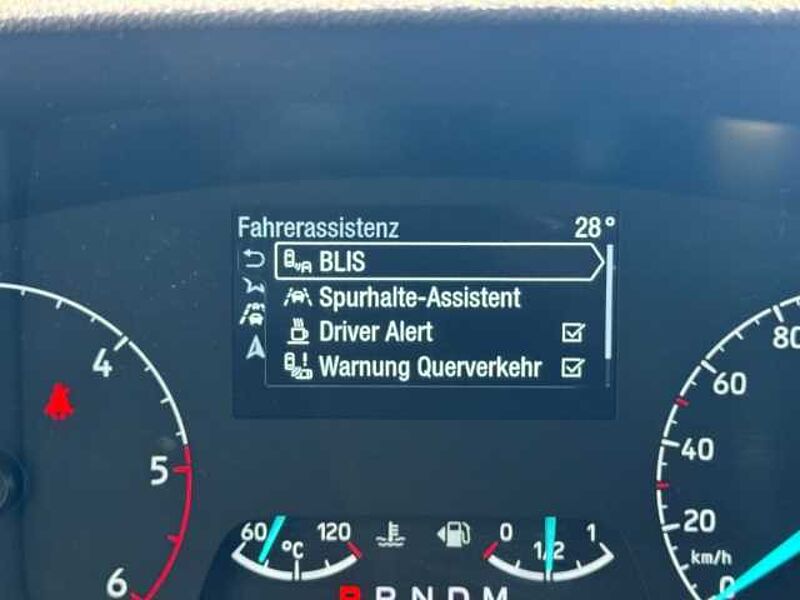 Fahrerassistenz 28°
BLIS
Spurhalte-Assistent
Driver Alert
Warnung Querverkehr
4
5
6
60 120
°C
0 1/2 1
80
60
40
20
km/h
0
R N D M